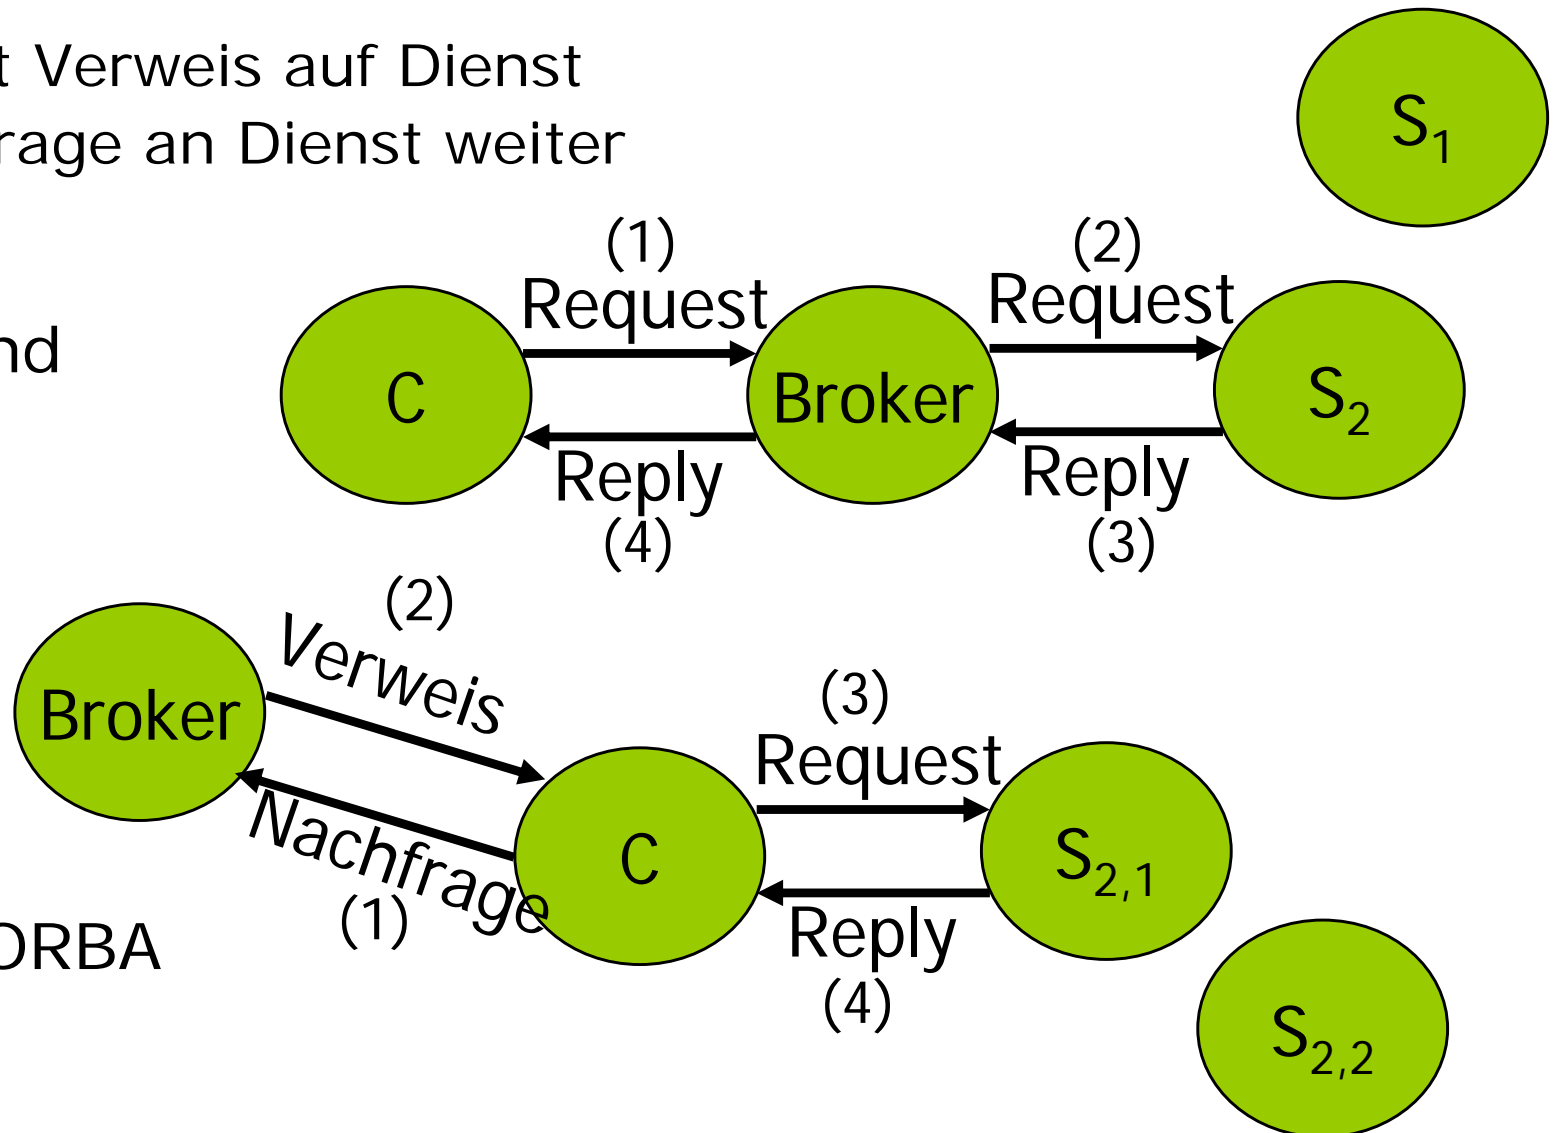 t Verweis auf Dienst
rage an Dienst weiter
S1
(1)
(2)
Request
Request
nd
C
Broker
S2
Reply
Reply
(4)
(3)
(2)
Verweis
Broker
(3)
Request
Nachfrage
(1)
C
S2,1
Reply
(4)
ORBA
S2,2